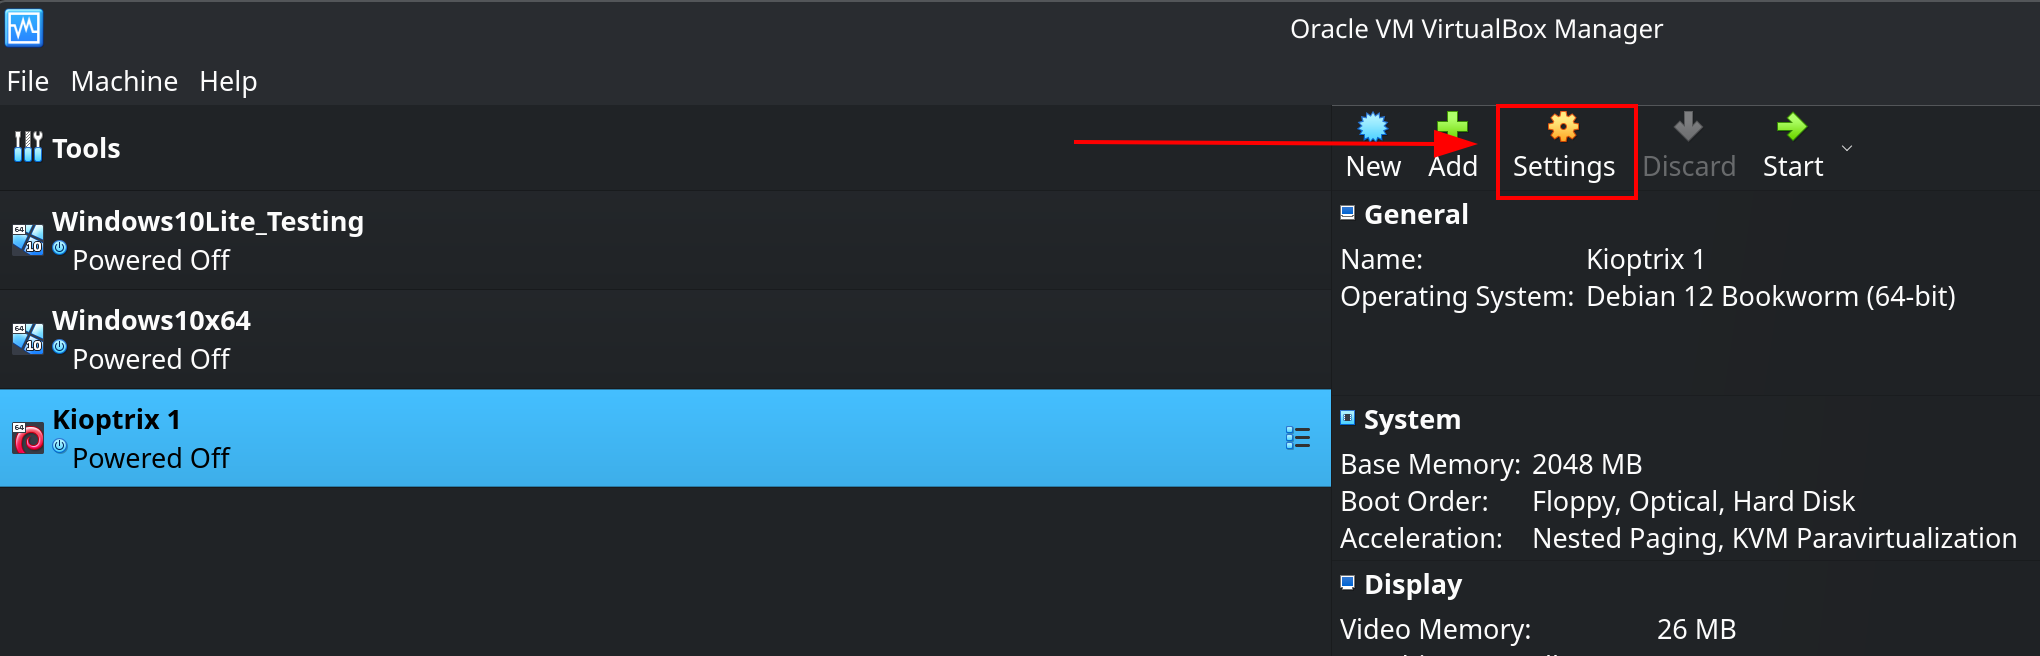 Oracle VM VirtualBox Manager
File Machine Help
Tools
New Add Settings Discard Start
Windows10Lite_Testing
Powered Off
Windows10x64
Powered Off
Kioptrix 1
Powered Off
General
Name: Kioptrix 1
Operating System: Debian 12 Bookworm (64-bit)
System
Base Memory: 2048 MB
Boot Order: Floppy, Optical, Hard Disk
Acceleration: Nested Paging, KVM Paravirtualization
Display
Video Memory: 26 MB